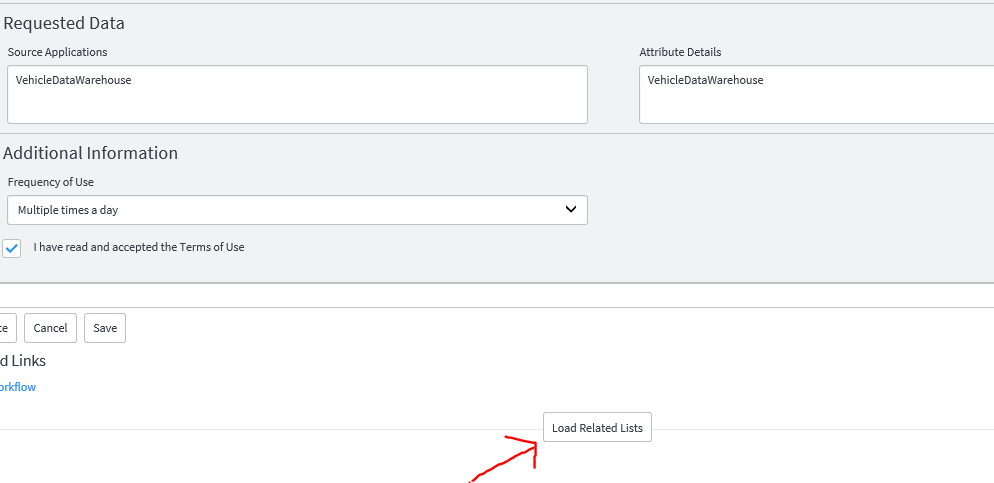 Requested Data
Source Applications
Attribute Details
VehicleDataWarehouse
VehicleDataWarehouse
Additional Information
Frequency of Use
Multiple times a day
I have read and accepted the Terms of Use
te Cancel Save
d Links
orkflow
Load Related Lists